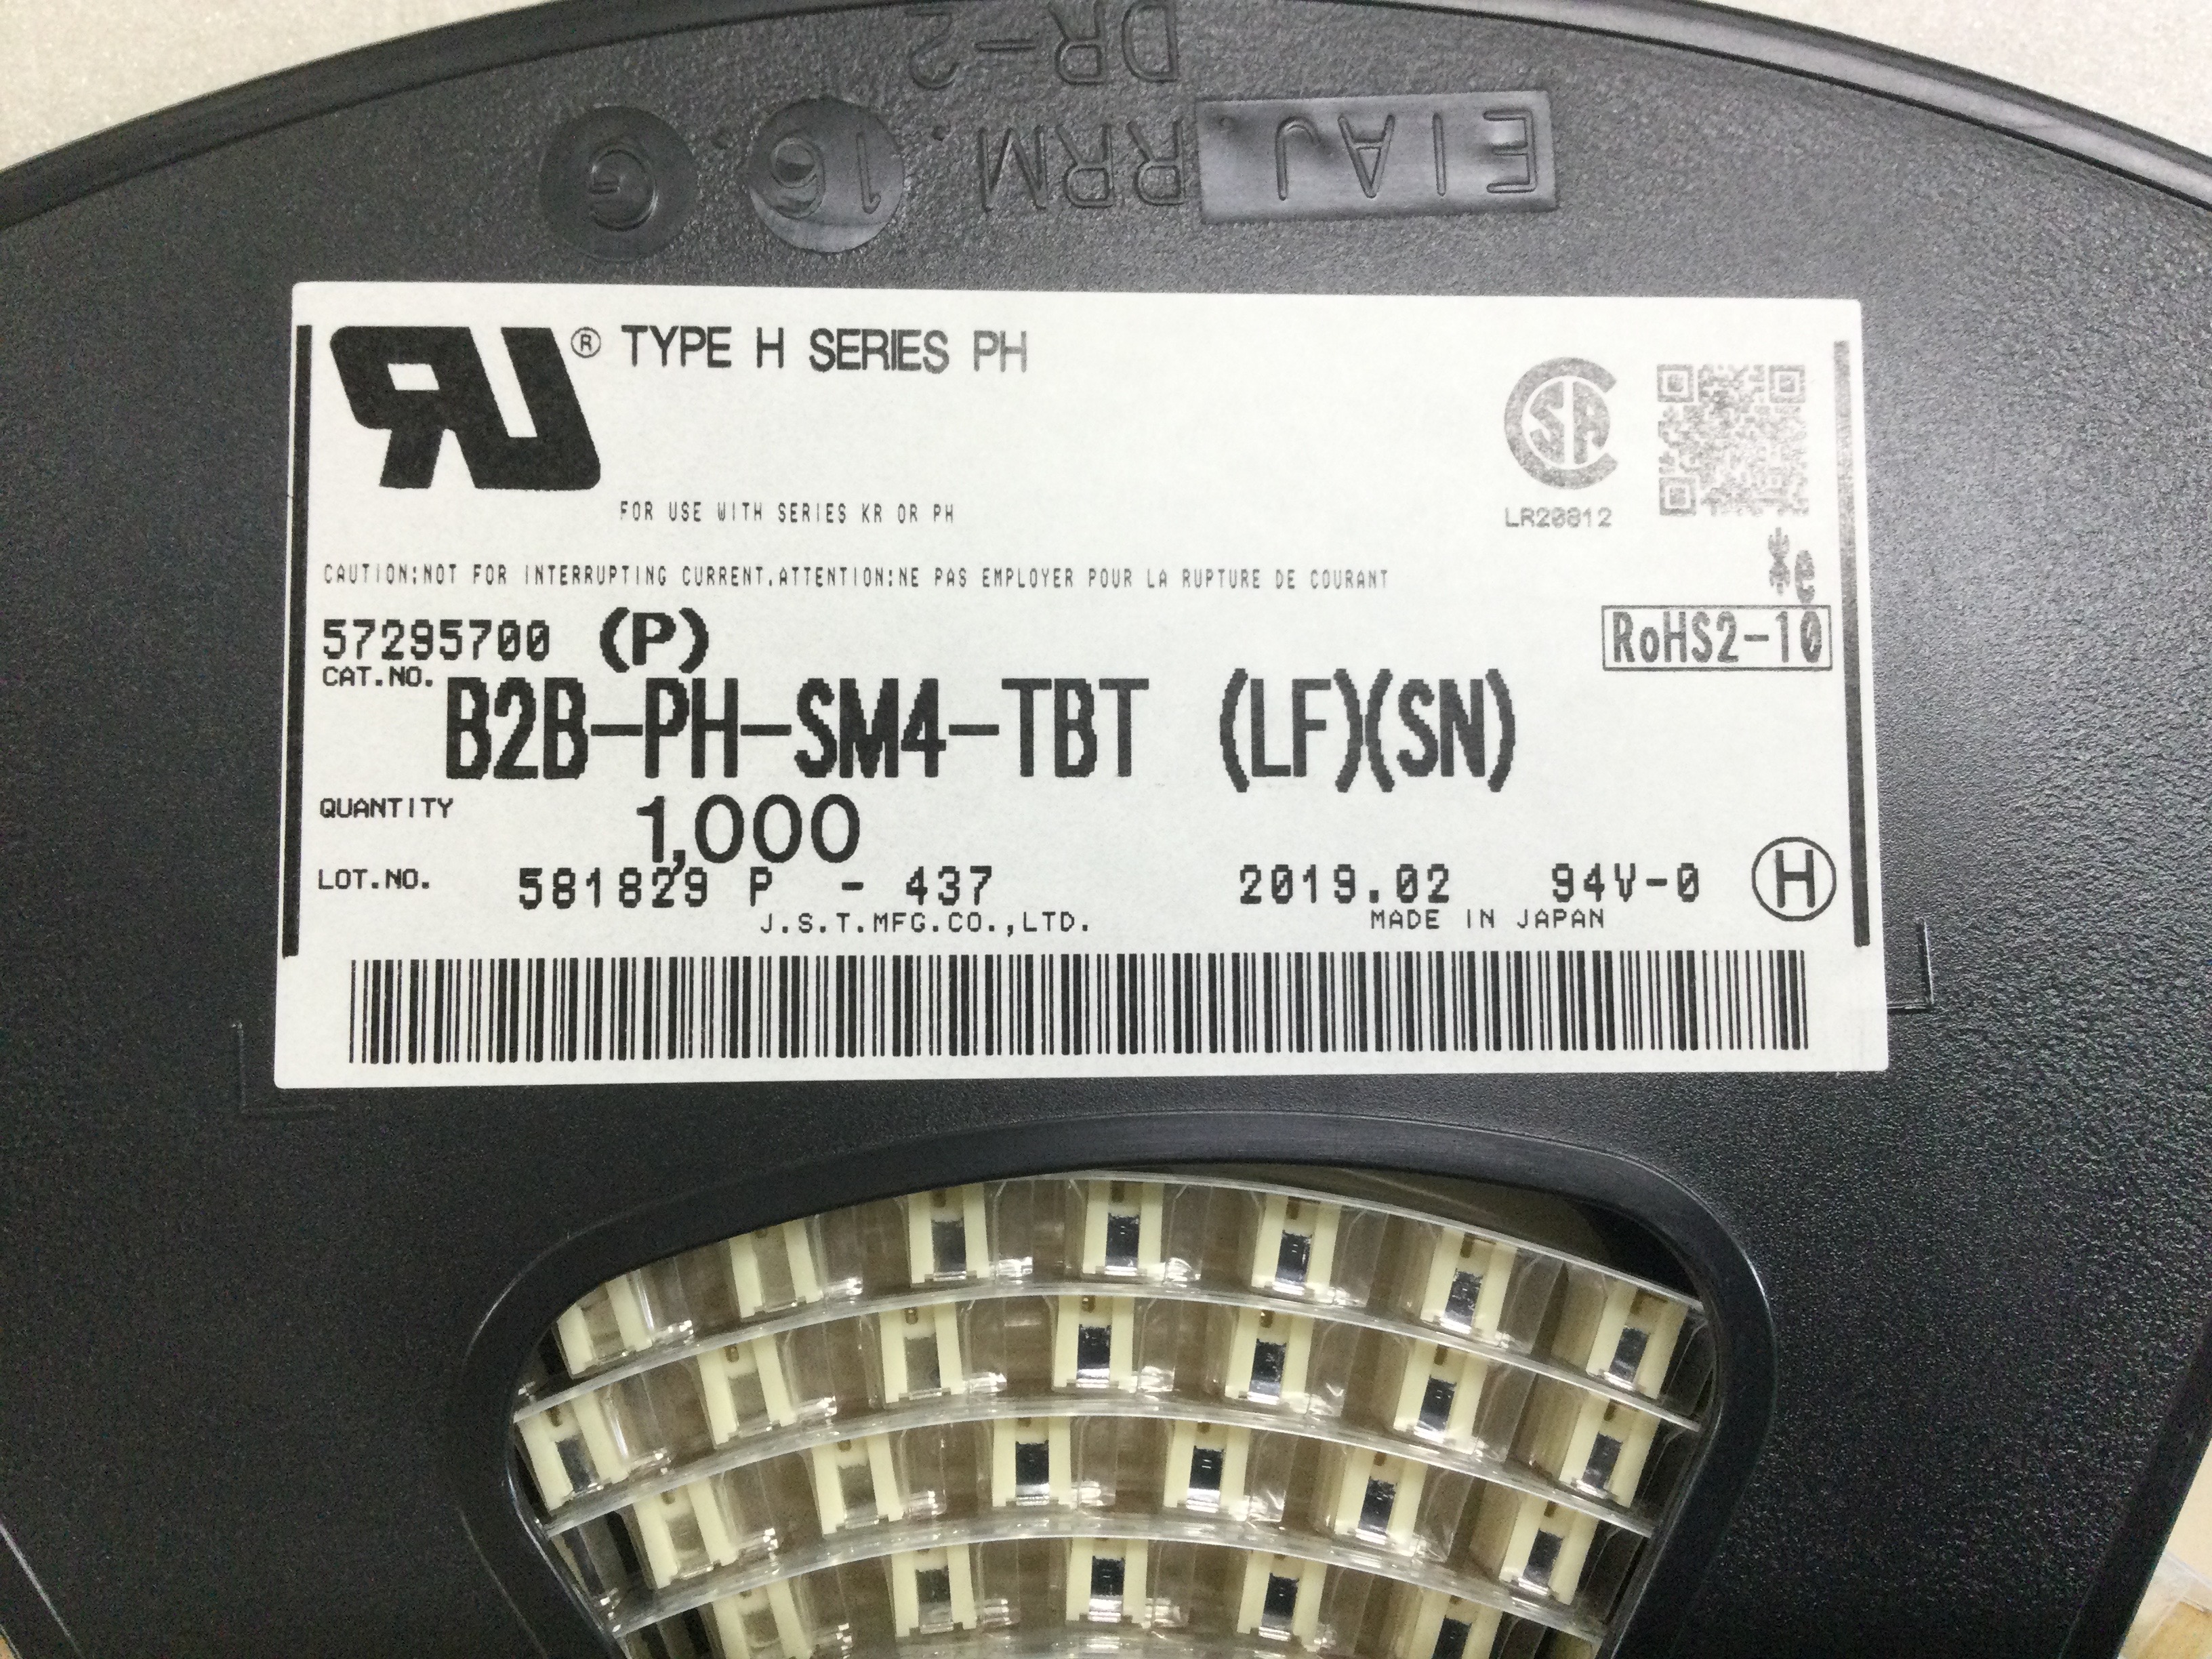 DR-2
EIAJ. RRM. 16. G
® TYPE H SERIES PH
FOR USE WITH SERIES KR OR PH
LR20812
CAUTION:NOT FOR INTERRUPTING CURRENT.ATTENTION:NE PAS EMPLOYER POUR LA RUPTURE DE COURANT
e
57295700 (P)
RoHS2-10
CAT.NO.
B2B-PH-SM4-TBT (LF)(SN)
QUANTITY 1,000
LOT.NO. 581829 P - 437 2019.02 94V-0 H
J.S.T.MFG.CO.,LTD. MADE IN JAPAN